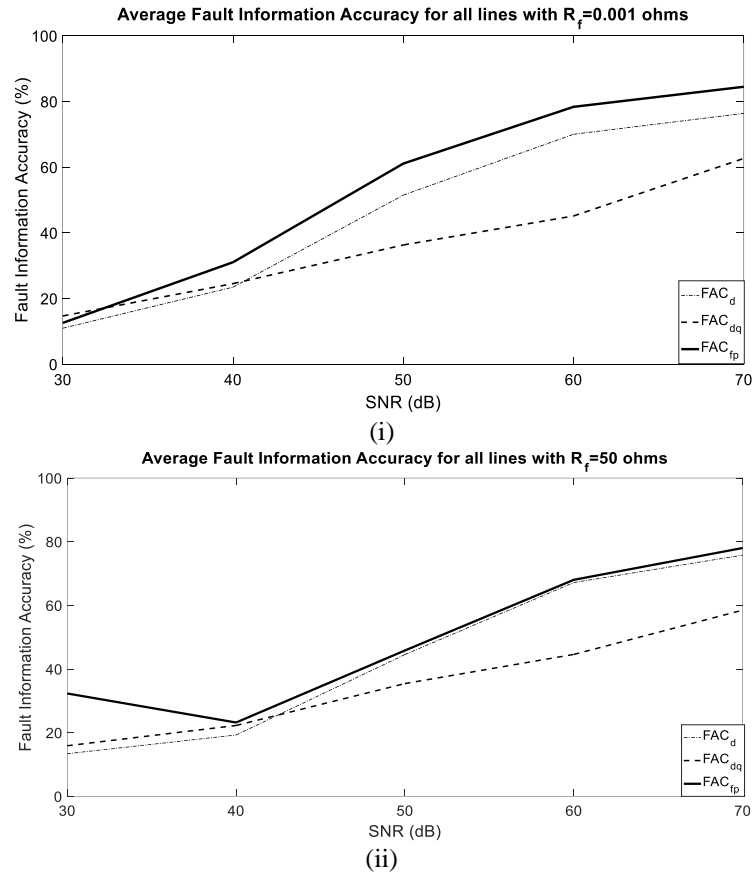 Average Fault Information Accuracy for all lines with R_f=0.001 ohms
100
80
60
40
20
0
Fault Information Accuracy (%)
30 40 50 60 70
SNR (dB)
FAC_d
FAC_dq
FAC_fp
(i)
Average Fault Information Accuracy for all lines with R_f=50 ohms
100
80
60
40
20
0
Fault Information Accuracy (%)
30 40 50 60 70
SNR (dB)
FAC_d
FAC_dq
FAC_fp
(ii)